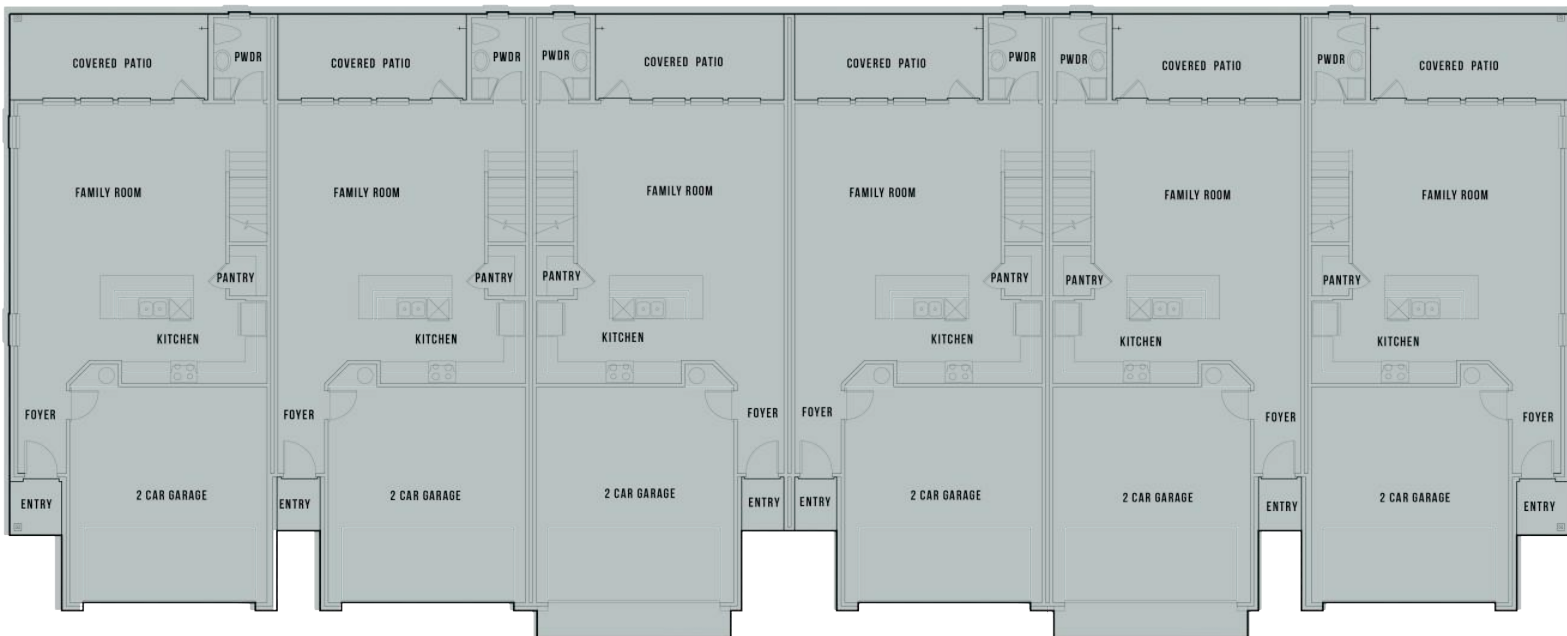 COVERED PATIO
PWDR
COVERED PATIO
PWDR
PWDR
COVERED PATIO
COVERED PATIO
PWDR
PWDR
COVERED PATIO
PWDR
COVERED PATIO
FAMILY ROOM
FAMILY ROOM
FAMILY ROOM
FAMILY ROOM
FAMILY ROOM
FAMILY ROOM
PANTRY
PANTRY
PANTRY
PANTRY
PANTRY
PANTRY
KITCHEN
KITCHEN
KITCHEN
KITCHEN
KITCHEN
KITCHEN
FOYER
FOYER
FOYER
FOYER
FOYER
FOYER
ENTRY
2 CAR GARAGE
ENTRY
2 CAR GARAGE
2 CAR GARAGE
ENTRY
ENTRY
2 CAR GARAGE
2 CAR GARAGE
ENTRY
2 CAR GARAGE
ENTRY